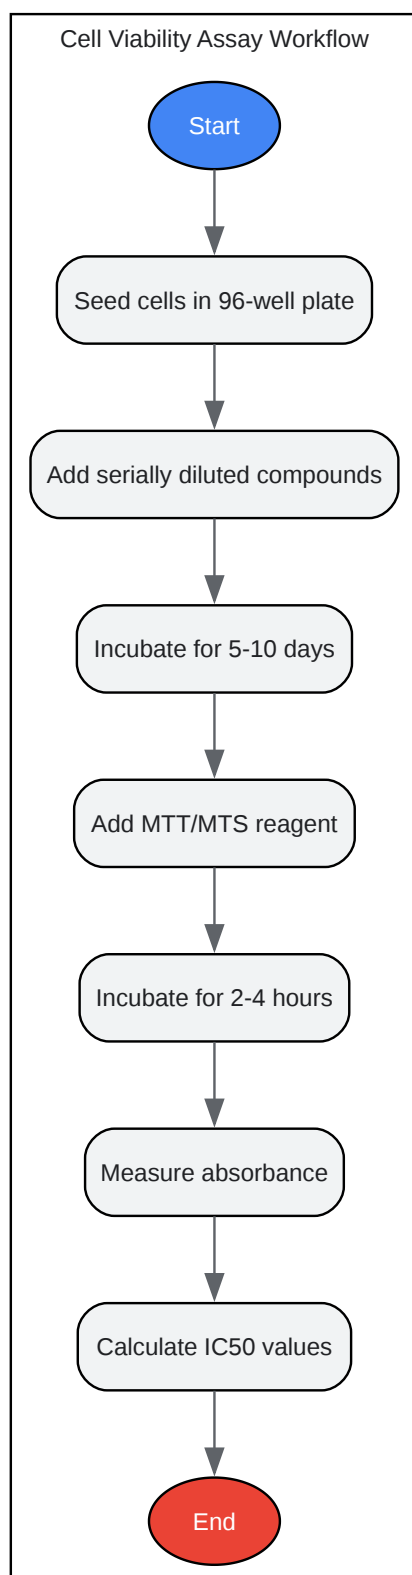 Cell Viability Assay Workflow
Start
Seed cells in 96-well plate
Add serially diluted compounds
Incubate for 5-10 days
Add MTT/MTS reagent
Incubate for 2-4 hours
Measure absorbance
Calculate IC50 values
End